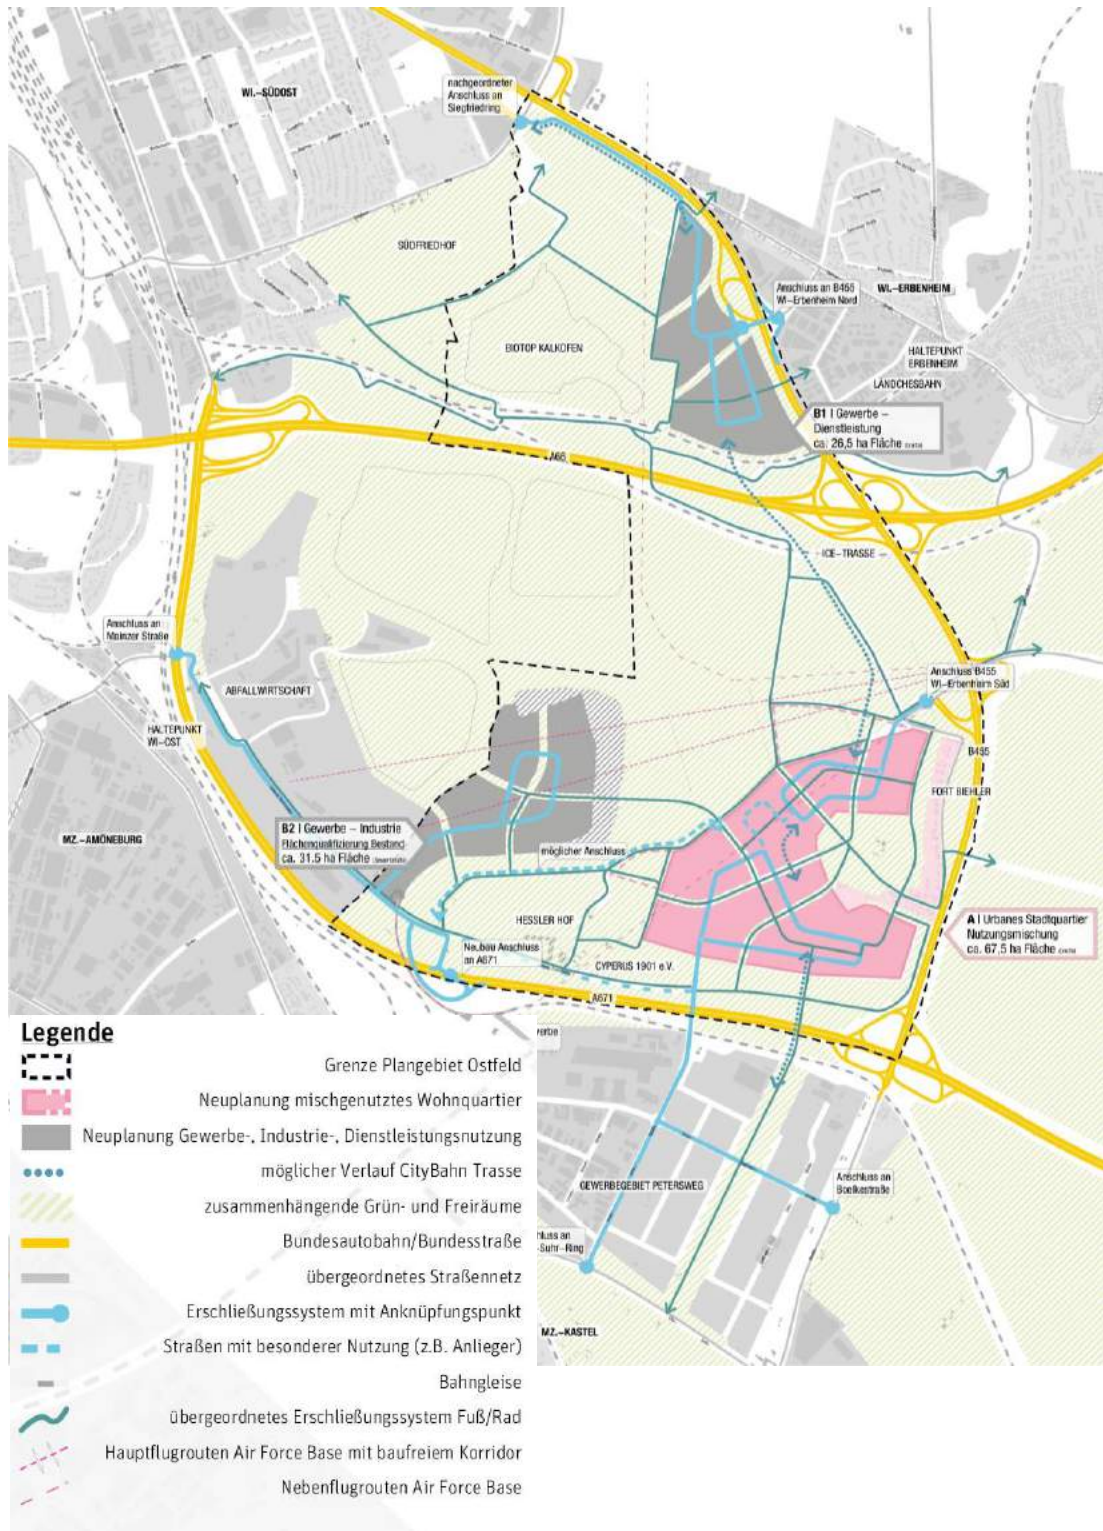 nachgeordneter
Anschluss an
Siegfriedring
WI.-SÜDOST
SÜDFRIEDHOF
Anschluss an B455
WI-Erbenheim Nord
WI.-ERBENHEIM
BIOTOP KALKOFEN
HALTEPUNKT
ERBENHEIM
LÄNDCHESBAHN
B1 | Gewerbe –
Dienstleistung
ca. 26,5 ha Fläche
A66
ICE-TRASSE
Anschluss an
Mainzer Straße
ABFALLWIRTSCHAFT
Anschluss B455
WI-Erbenheim Süd
HALTEPUNKT
WI-OST
B455
FORT BIEHLER
MZ.-AMÖNEBURG
B2 | Gewerbe – Industrie
Flächenqualifizierung Bestand
ca. 31.5 ha Fläche
möglicher Anschluss
HESSLER HOF
A | Urbanes Stadtquartier
Nutzungsmischung
ca. 67,5 ha Fläche
Neubau Anschluss
an A671
CYPERUS 1901 e.V.
A671
GEWERBEGEBIET PETERSWEG
Anschluss an
Boelkestraße
-Suhr-Ring
MZ.-KASTEL
Legende
Grenze Plangebiet Ostfeld
Neuplanung mischgenutztes Wohnquartier
Neuplanung Gewerbe-, Industrie-, Dienstleistungsnutzung
möglicher Verlauf CityBahn Trasse
zusammenhängende Grün- und Freiräume
Bundesautobahn/Bundesstraße
übergeordnetes Straßennetz
Erschließungssystem mit Anknüpfungspunkt
Straßen mit besonderer Nutzung (z.B. Anlieger)
Bahngleise
übergeordnetes Erschließungssystem Fuß/Rad
Hauptflugrouten Air Force Base mit baufreiem Korridor
Nebenflugrouten Air Force Base